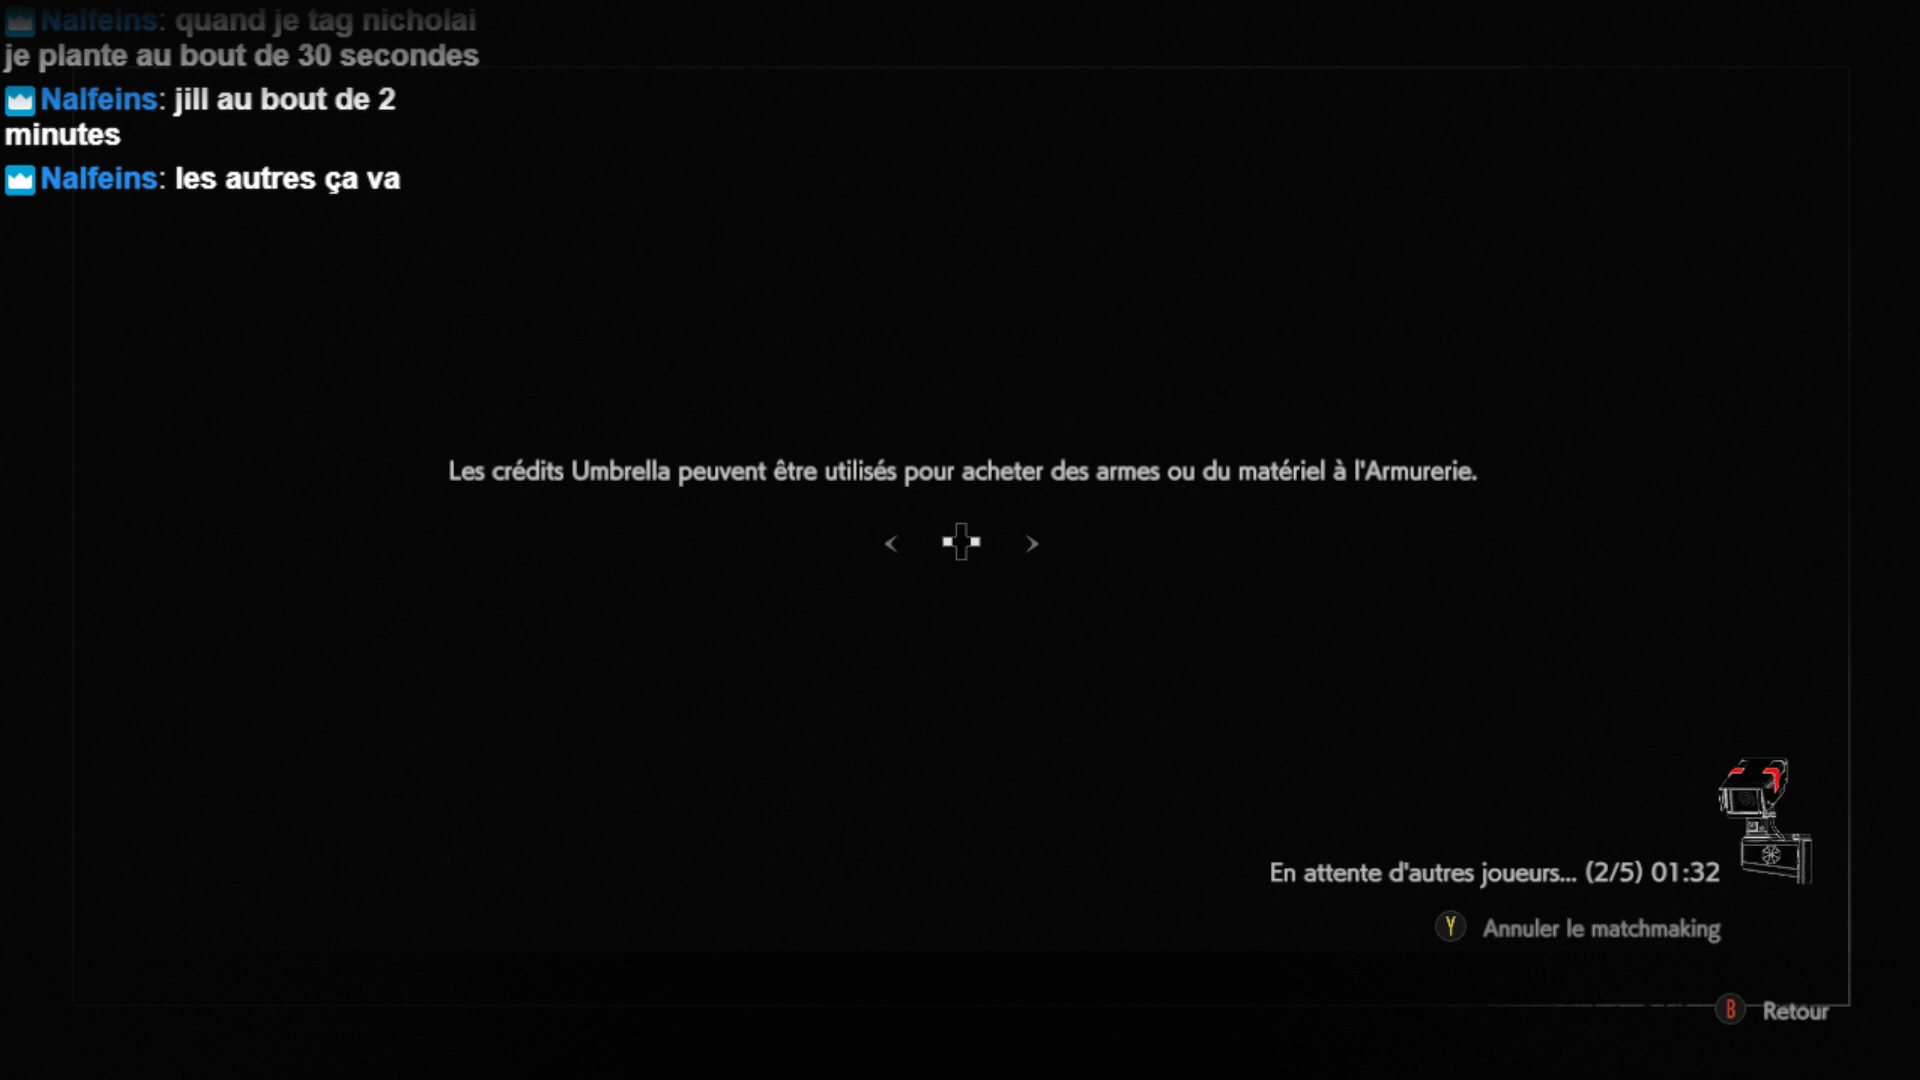 Nalfeins: quand je tag nicholai
je plante au bout de 30 secondes
Nalfeins: jill au bout de 2
minutes
Nalfeins: les autres ça va
Les crédits Umbrella peuvent être utilisés pour acheter des armes ou du matériel à l'Armurerie.
En attente d'autres joueurs... (2/5) 01:32
Y Annuler le matchmaking
B Retour